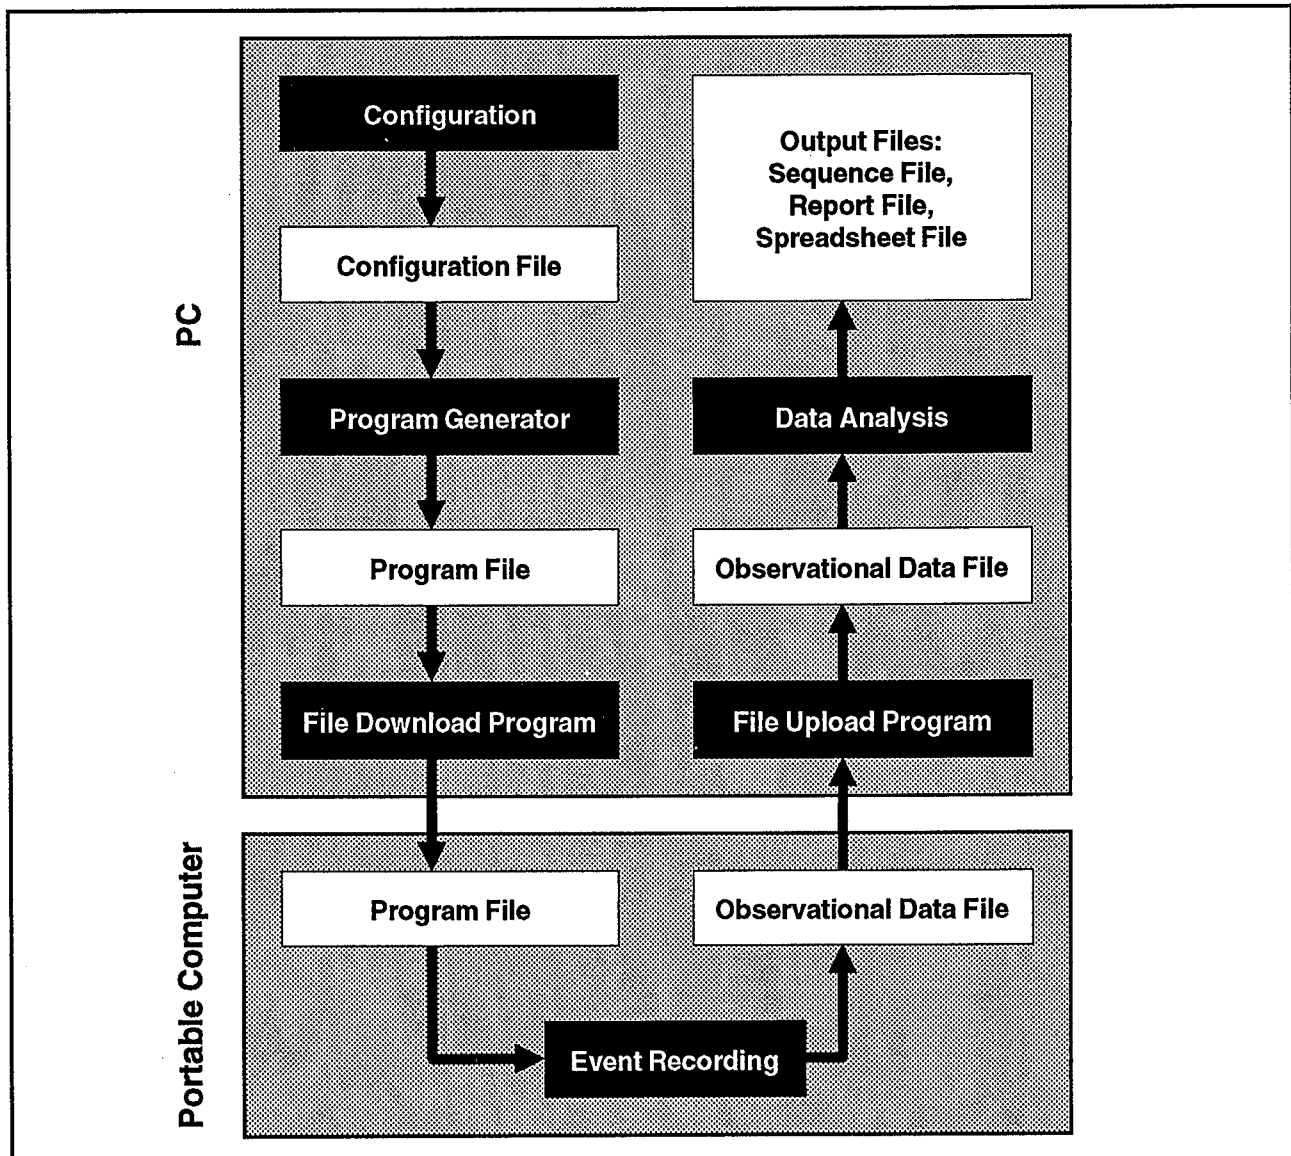 PC
Configuration
Configuration File
Program Generator
Program File
File Download Program
Output Files:
Sequence File,
Report File,
Spreadsheet File
Data Analysis
Observational Data File
File Upload Program
Portable Computer
Program File
Event Recording
Observational Data File